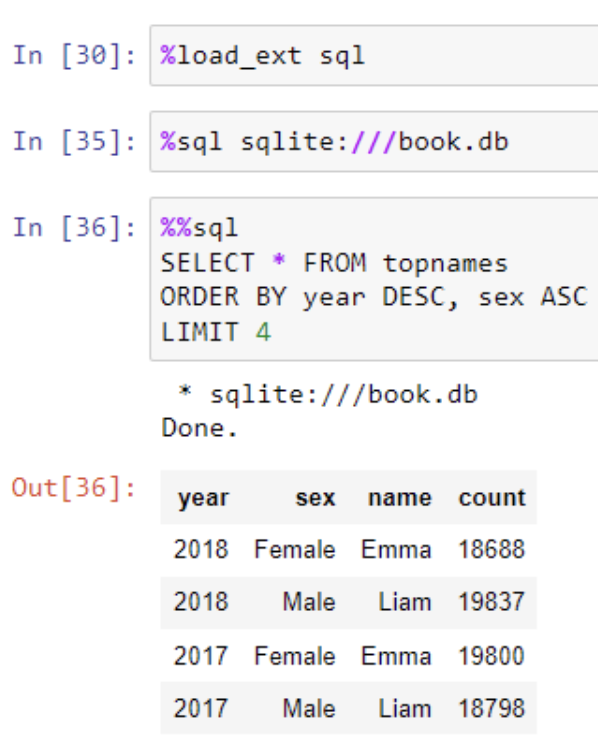 In [30]: %load_ext sql
In [35]: %sql sqlite:///book.db
In [36]: %%sql
SELECT * FROM topnames
ORDER BY year DESC, sex ASC
LIMIT 4
* sqlite:///book.db
Done.
Out[36]:
year sex name count
2018 Female Emma 18688
2018 Male Liam 19837
2017 Female Emma 19800
2017 Male Liam 18798